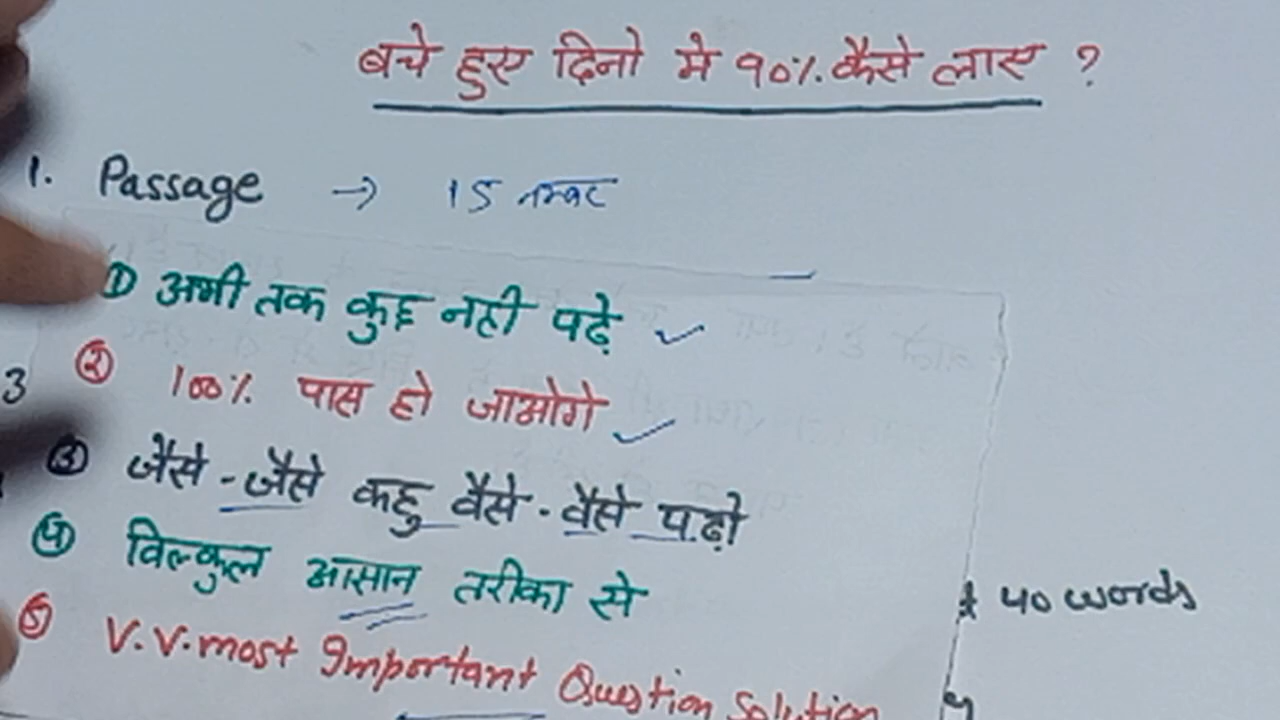 बचे हुए दिनो मे 90% कैसे लाए ?
1. Passage → 15 नम्बर
① अभी तक कुछ नही पढ़े ✓
② 100% पास हो जाओगे ✓
3
③ जैसे - जैसे कहु वैसे - वैसे पढ़ो
④ विल्कुल आसान तरीका से
* 40 words
⑤ V.V.most Important Question Solution